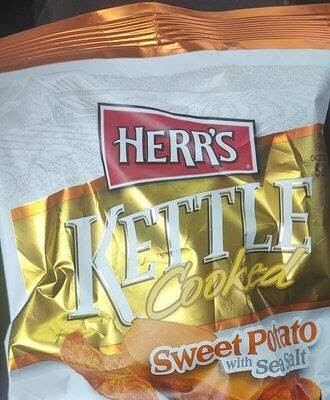 HERR'S
KETTLE
Cooked
Sweet Potato
with Sea Salt